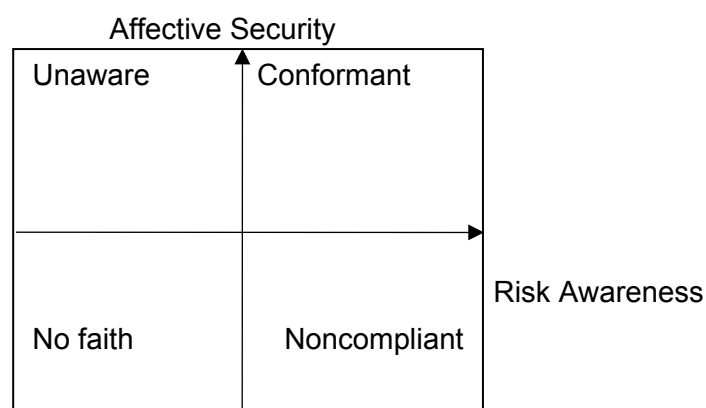 Affective Security
Unaware
Conformant
Risk Awareness
No faith
Noncompliant